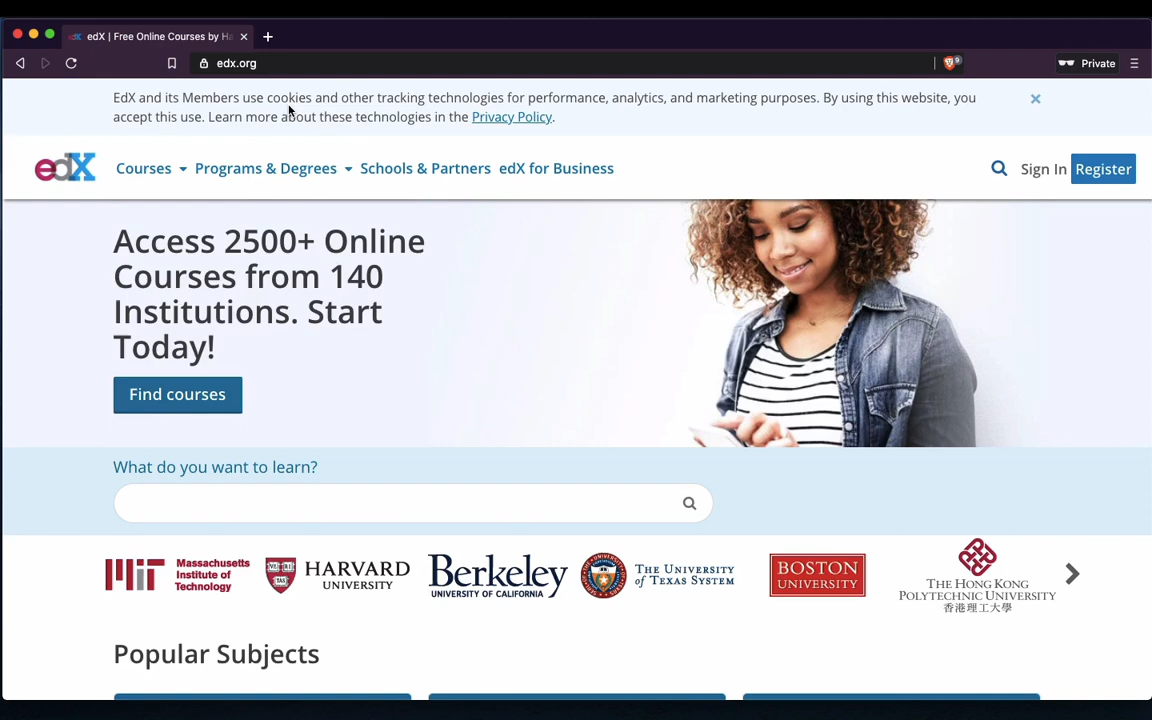 edX | Free Online Courses by Ha
edx.org
9
Private
EdX and its Members use cookies and other tracking technologies for performance, analytics, and marketing purposes. By using this website, you
accept this use. Learn more about these technologies in the Privacy Policy.
edX
Courses
Programs & Degrees
Schools & Partners
edX for Business
Sign In
Register
Access 2500+ Online
Courses from 140
Institutions. Start
Today!
Find courses
What do you want to learn?
Massachusetts
Institute of
Technology
HARVARD
UNIVERSITY
Berkeley
UNIVERSITY OF CALIFORNIA
THE UNIVERSITY
of TEXAS SYSTEM
BOSTON
UNIVERSITY
THE HONG KONG
POLYTECHNIC UNIVERSITY
香港理工大學
Popular Subjects